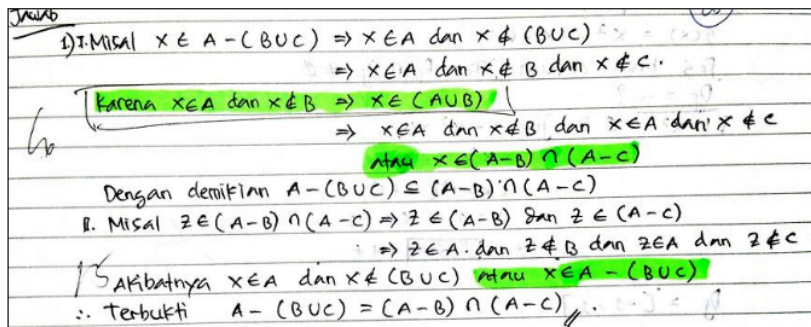 Jawab
1) I. Misal x ∈ A - (B∪C) => x ∈ A dan x ∉ (B∪C)
=> x ∈ A dan x ∉ B dan x ∉ C.
Karena x∈A dan x∉B => x∈ (A∪B)
=> x∈A dan x∉B dan x∈A dan x ∉ C
atau x ∈(A-B) ∩ (A-C)
Dengan demikian A-(B∪C) ⊆ (A-B) ∩ (A-C)
II. Misal z∈(A-B) ∩(A-C) => z ∈ (A-B) dan z ∈ (A-C)
=> z∈A. dan z∉B dan z∈A dan z∉C
15 Akibatnya x∈A dan x∉ (B∪C) atau x∈A - (B∪C)
∴ Terbukti A- (B∪C) = (A-B) ∩ (A-C)